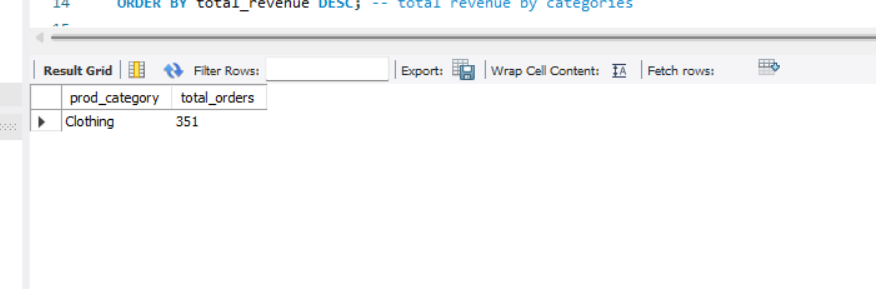 14 ORDER BY total_revenue DESC; -- total revenue by categories
Result Grid Filter Rows: Export: Wrap Cell Content: IA Fetch rows:
prod_category total_orders
Clothing 351